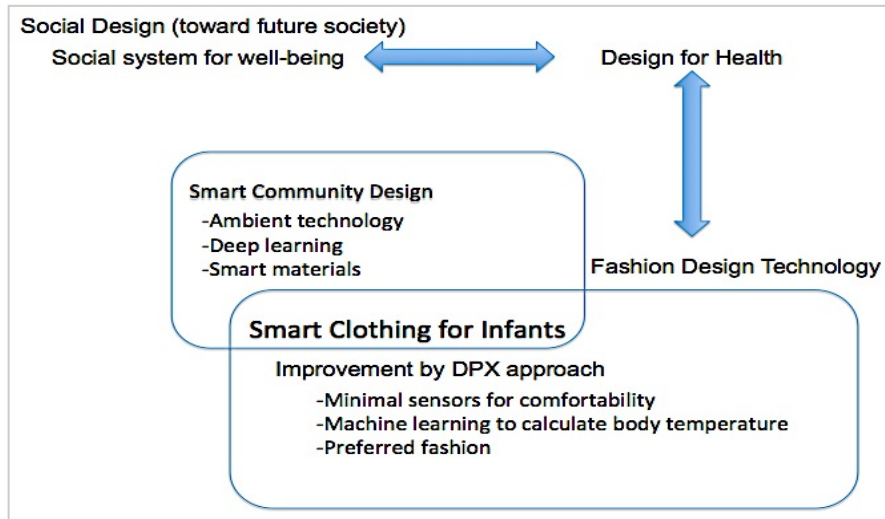 Social Design (toward future society)
Social system for well-being
Design for Health
Smart Community Design
-Ambient technology
-Deep learning
-Smart materials
Fashion Design Technology
Smart Clothing for Infants
Improvement by DPX approach
-Minimal sensors for comfortability
-Machine learning to calculate body temperature
-Preferred fashion